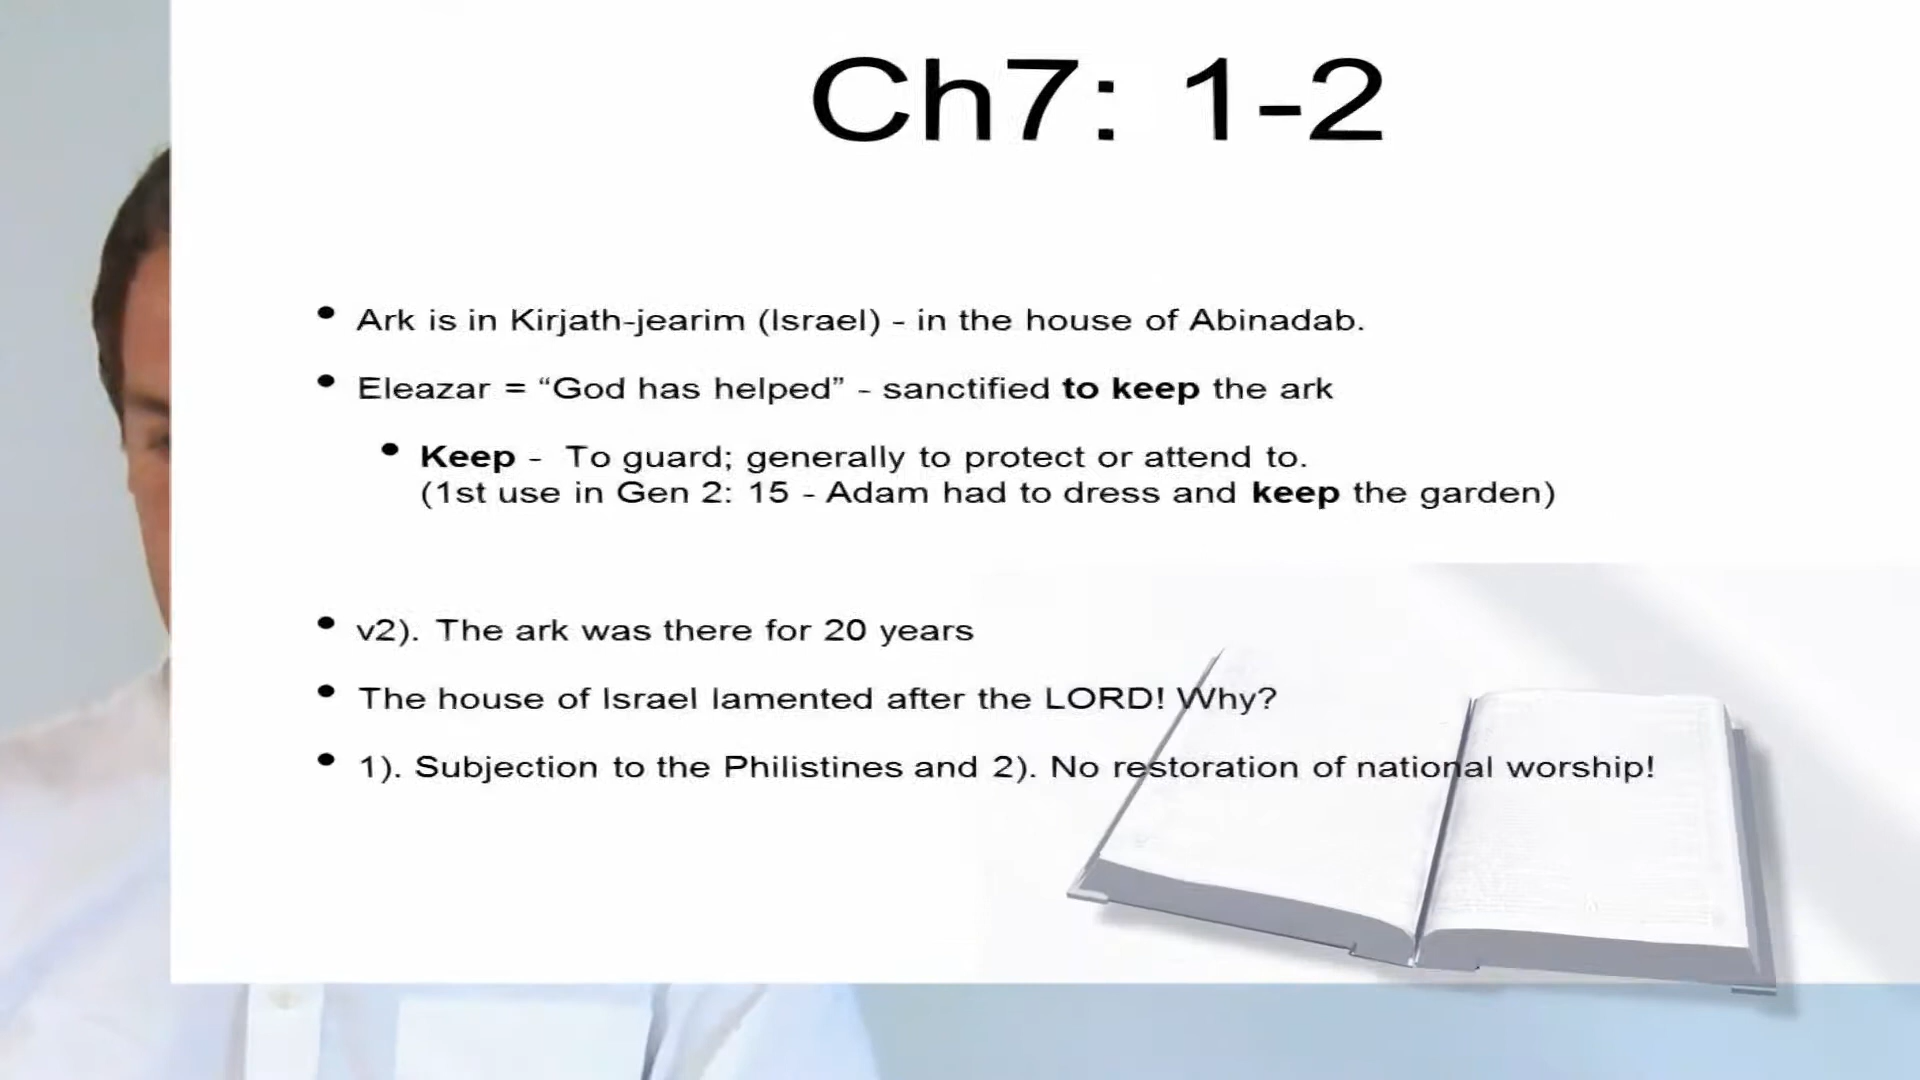 Ch7: 1-2
• Ark is in Kirjath-jearim (Israel) - in the house of Abinadab.
• Eleazar = “God has helped” - sanctified to keep the ark
• Keep - To guard; generally to protect or attend to.
(1st use in Gen 2: 15 - Adam had to dress and keep the garden)
• v2). The ark was there for 20 years
• The house of Israel lamented after the LORD! Why?
• 1). Subjection to the Philistines and 2). No restoration of national worship!